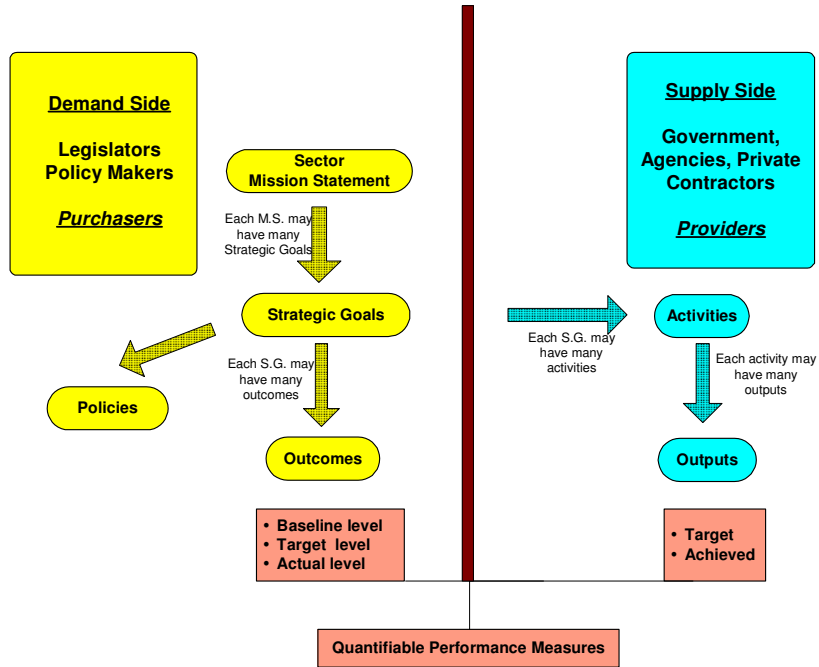 Demand Side
Legislators
Policy Makers
Purchasers
Sector
Mission Statement
Each M.S. may
have many
Strategic Goals
Strategic Goals
Each S.G. may
have many
outcomes
Policies
Outcomes
• Baseline level
• Target level
• Actual level
Supply Side
Government,
Agencies, Private
Contractors
Providers
Activities
Each S.G. may
have many
activities
Each activity may
have many
outputs
Outputs
• Target
• Achieved
Quantifiable Performance Measures